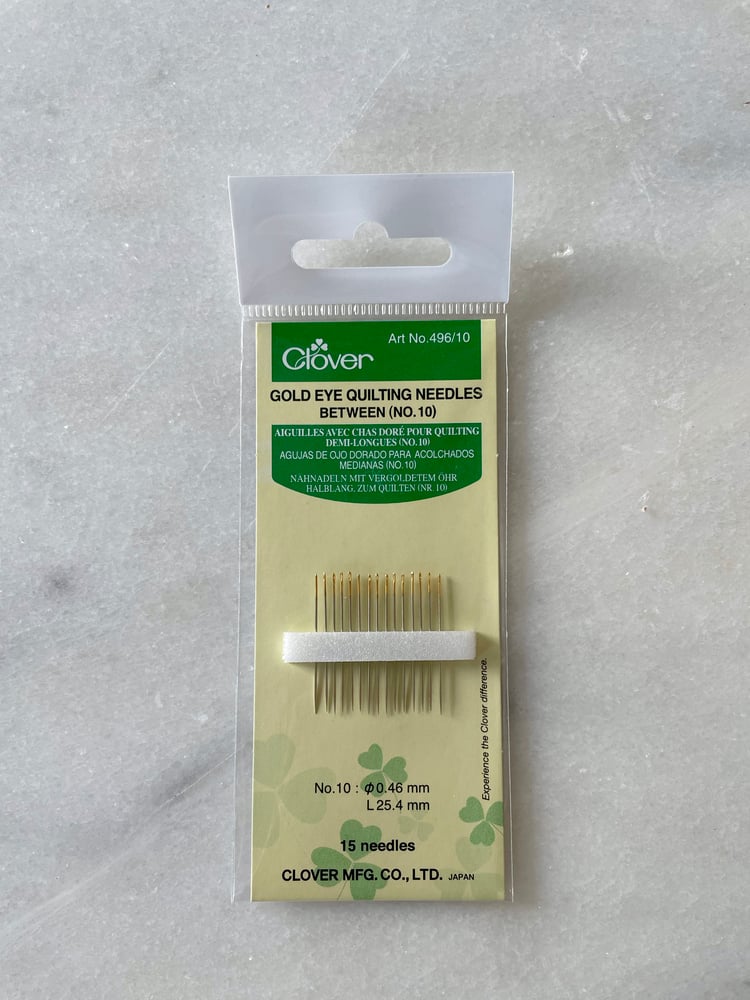 Clover
Art No.496/10
GOLD EYE QUILTING NEEDLES
BETWEEN (NO.10)
AIGUILLES AVEC CHAS DORÉ POUR QUILTING
DEMI-LONGUES (NO.10)
AGUJAS DE OJO DORADO PARA ACOLCHADOS
MEDIANAS (NO.10)
NAHNADELN MIT VERGOLDETEM ÖHR
HALBLANG, ZUM QUILTEN (NR.10)
Experience the Clover difference.
No.10 : φ0.46 mm
L 25.4 mm
15 needles
CLOVER MFG. CO., LTD. JAPAN